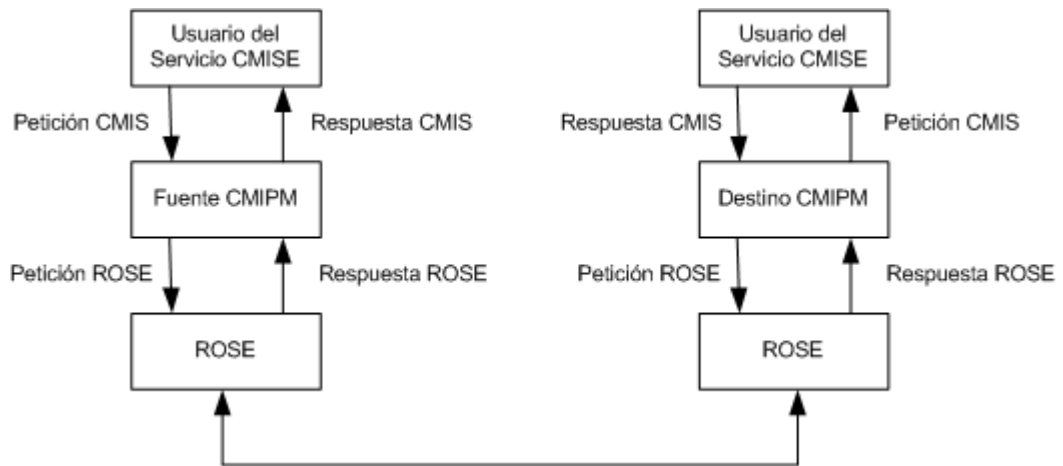 Usuario del
Servicio CMISE
Usuario del
Servicio CMISE
Petición CMIS
Respuesta CMIS
Respuesta CMIS
Petición CMIS
Fuente CMIPM
Destino CMIPM
Petición ROSE
Respuesta ROSE
Petición ROSE
Respuesta ROSE
ROSE
ROSE